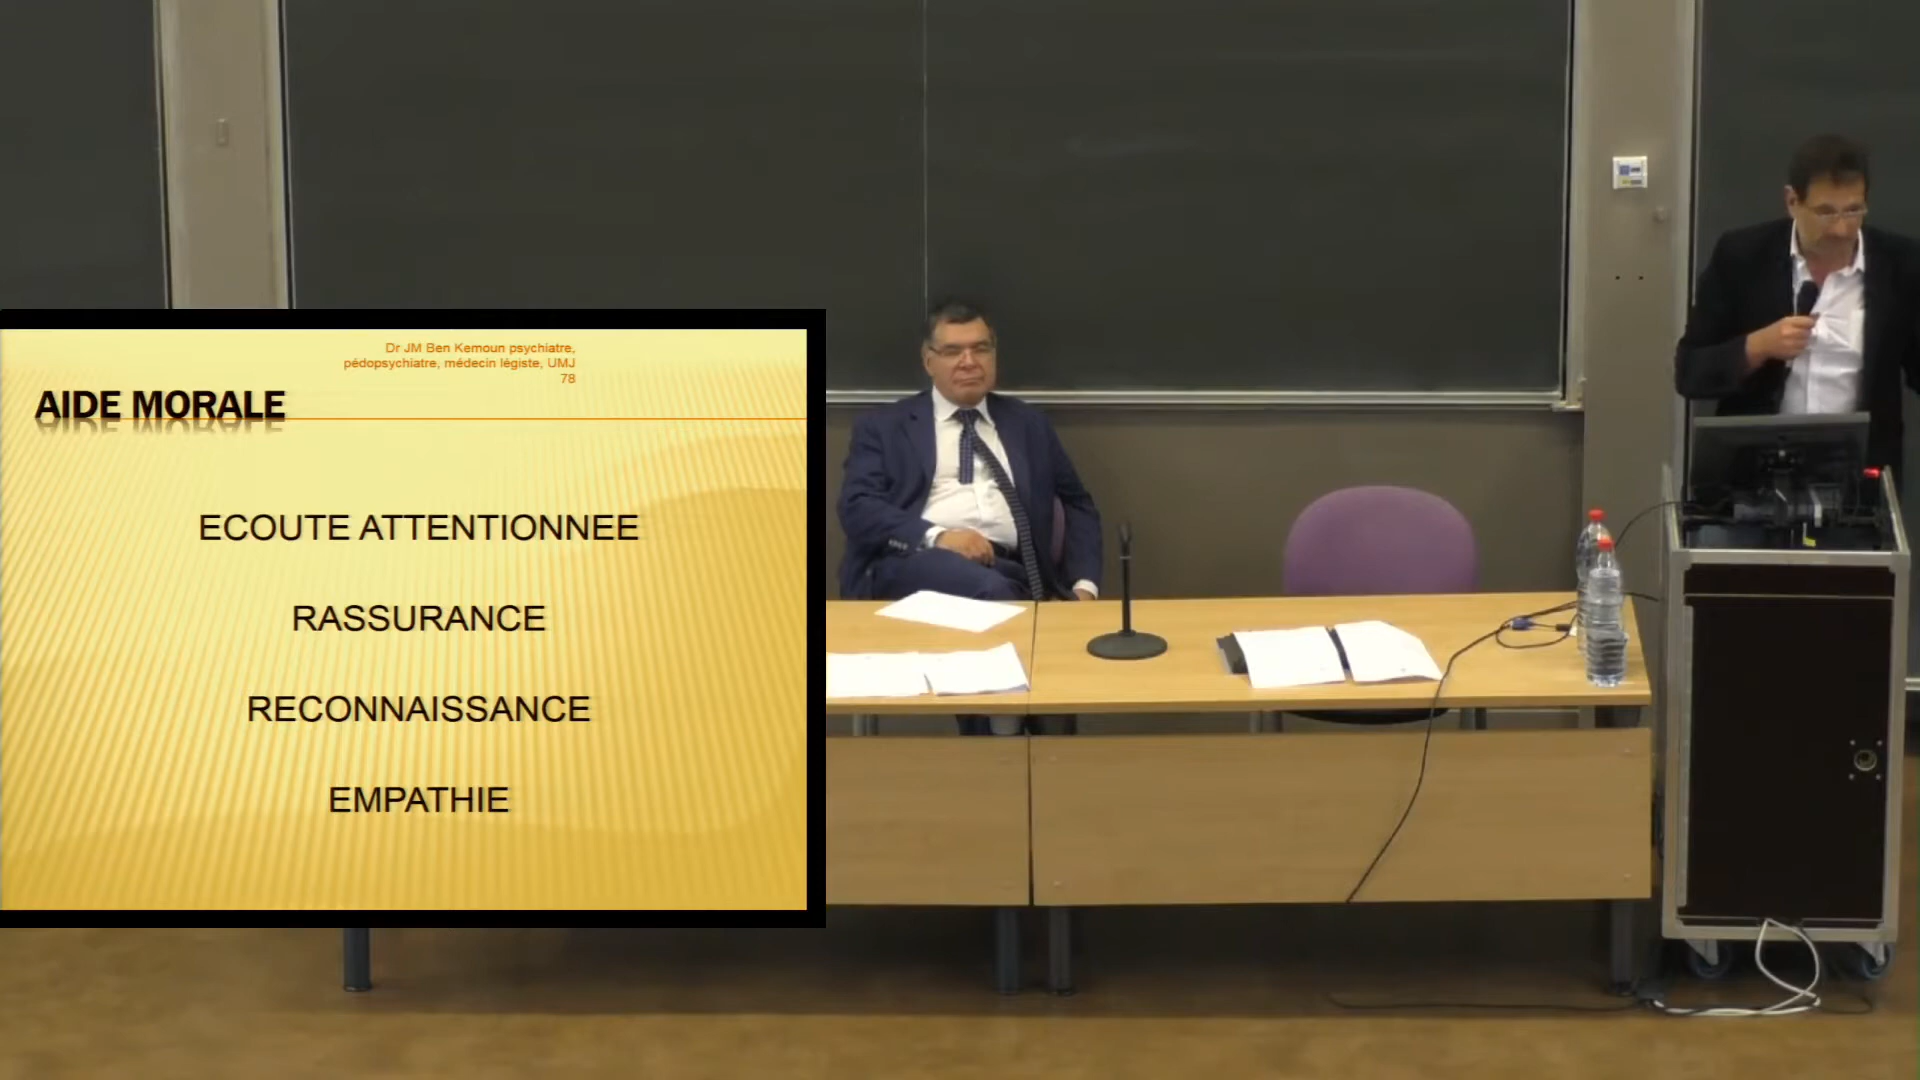 Dr JM Ben Kemoun psychiatre,
pédopsychiatre, médecin légiste, UMJ
78
AIDE MORALE
ECOUTE ATTENTIONNEE
RASSURANCE
RECONNAISSANCE
EMPATHIE